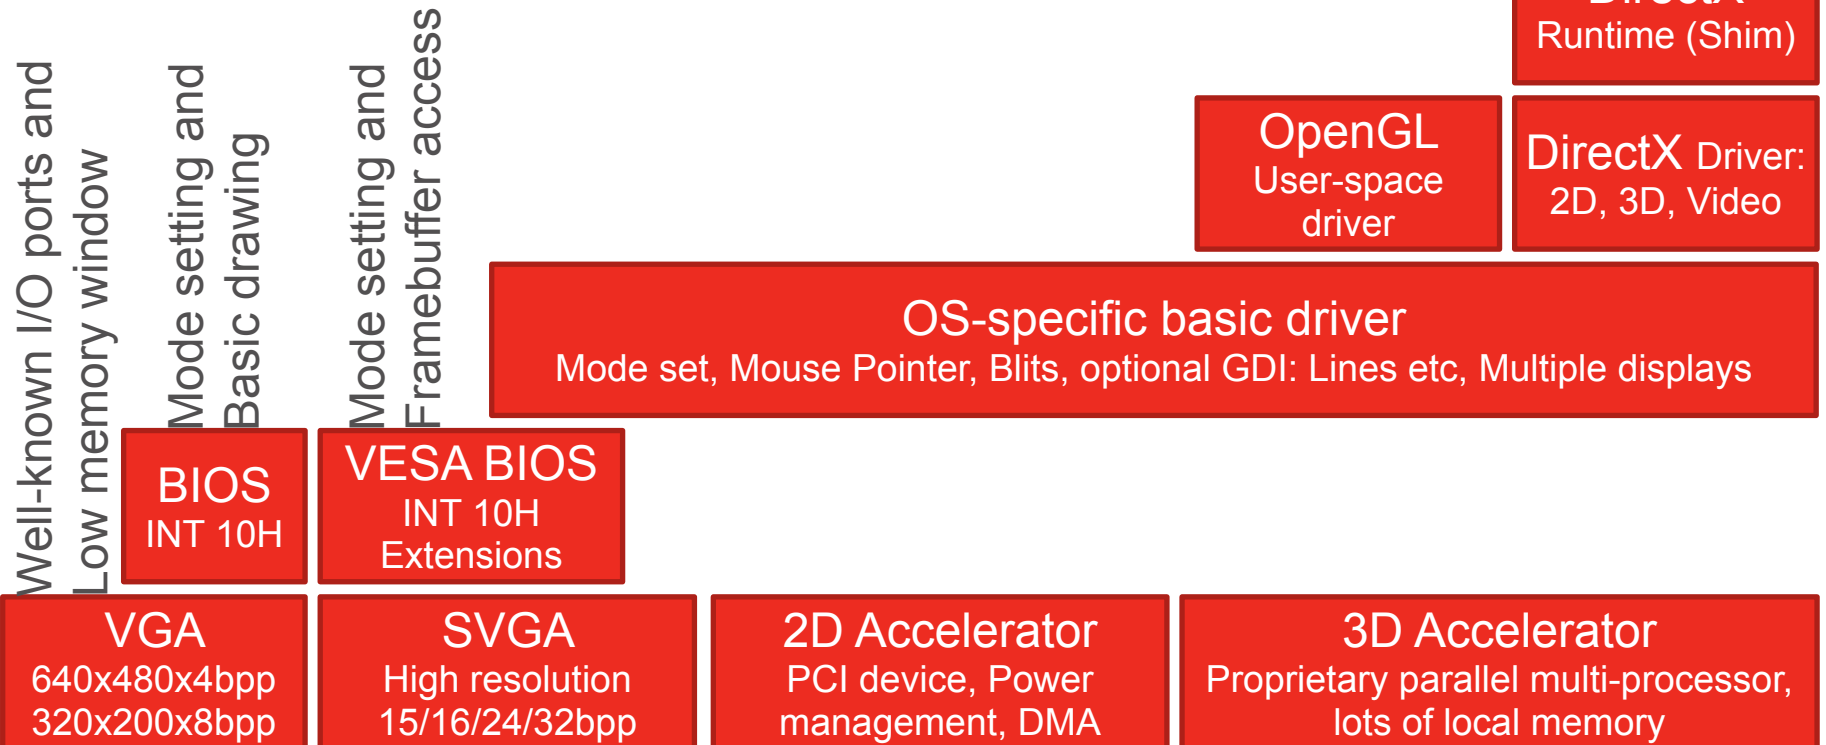 DirectX
Runtime (Shim)
OpenGL
User-space
driver
DirectX Driver:
2D, 3D, Video
Well-known I/O ports and
Low memory window
Mode setting and
Basic drawing
Mode setting and
Framebuffer access
OS-specific basic driver
Mode set, Mouse Pointer, Blits, optional GDI: Lines etc, Multiple displays
BIOS
INT 10H
VESA BIOS
INT 10H
Extensions
VGA
640x480x4bpp
320x200x8bpp
SVGA
High resolution
15/16/24/32bpp
2D Accelerator
PCI device, Power
management, DMA
3D Accelerator
Proprietary parallel multi-processor,
lots of local memory